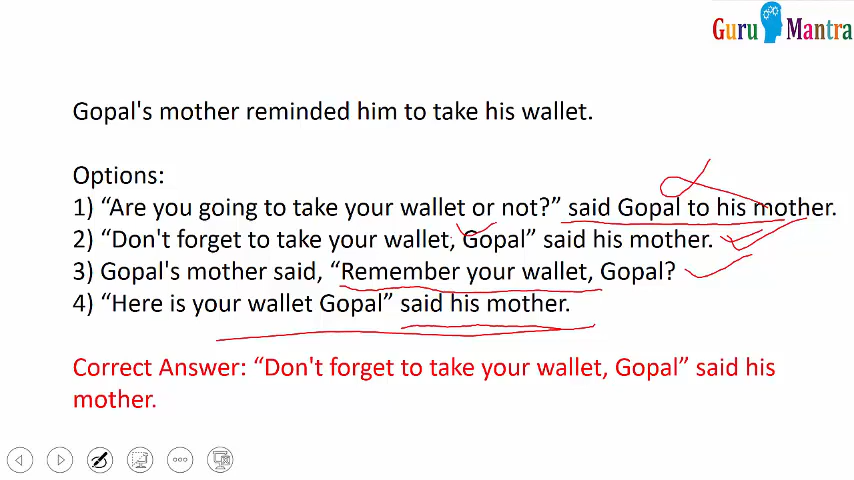 Guru Mantra
Gopal's mother reminded him to take his wallet.
Options:
1) “Are you going to take your wallet or not?” said Gopal to his mother.
2) “Don't forget to take your wallet, Gopal” said his mother.
3) Gopal's mother said, “Remember your wallet, Gopal?
4) “Here is your wallet Gopal” said his mother.
Correct Answer: “Don't forget to take your wallet, Gopal” said his
mother.